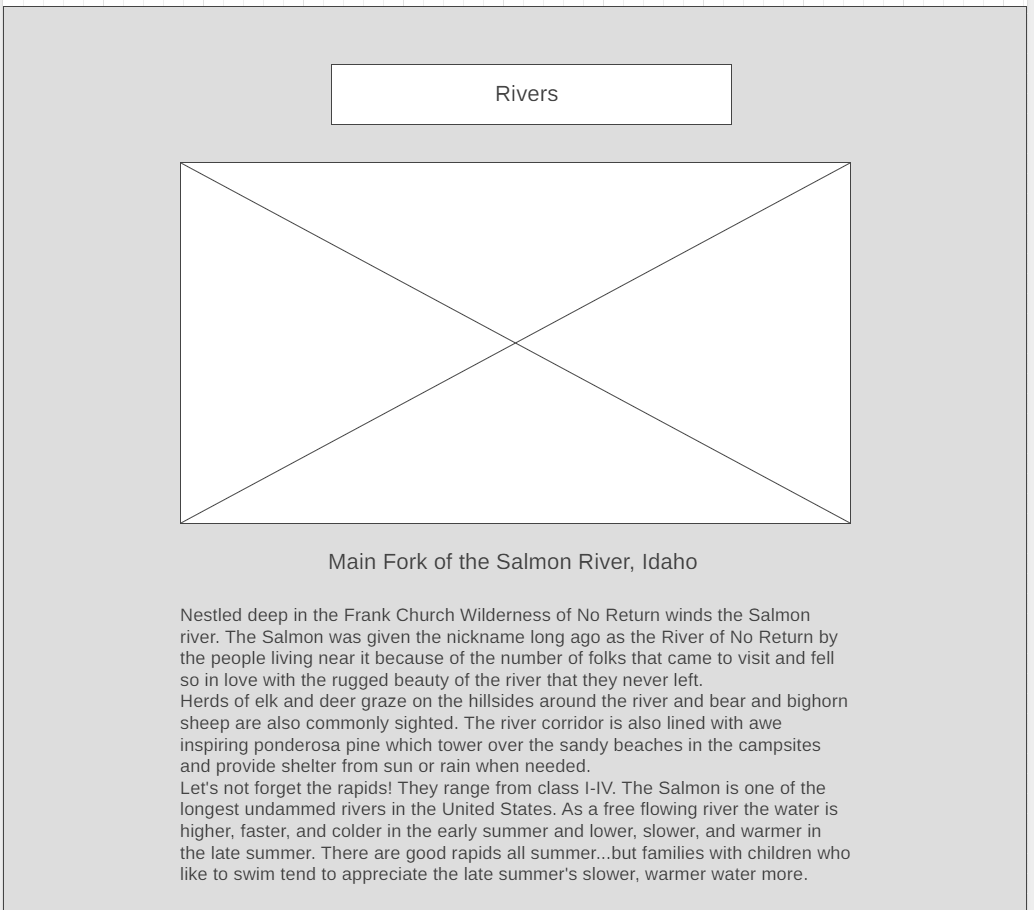 Rivers
Main Fork of the Salmon River, Idaho
Nestled deep in the Frank Church Wilderness of No Return winds the Salmon
river. The Salmon was given the nickname long ago as the River of No Return by
the people living near it because of the number of folks that came to visit and fell
so in love with the rugged beauty of the river that they never left.
Herds of elk and deer graze on the hillsides around the river and bear and bighorn
sheep are also commonly sighted. The river corridor is also lined with awe
inspiring ponderosa pine which tower over the sandy beaches in the campsites
and provide shelter from sun or rain when needed.
Let's not forget the rapids! They range from class I-IV. The Salmon is one of the
longest undammed rivers in the United States. As a free flowing river the water is
higher, faster, and colder in the early summer and lower, slower, and warmer in
the late summer. There are good rapids all summer...but families with children who
like to swim tend to appreciate the late summer's slower, warmer water more.